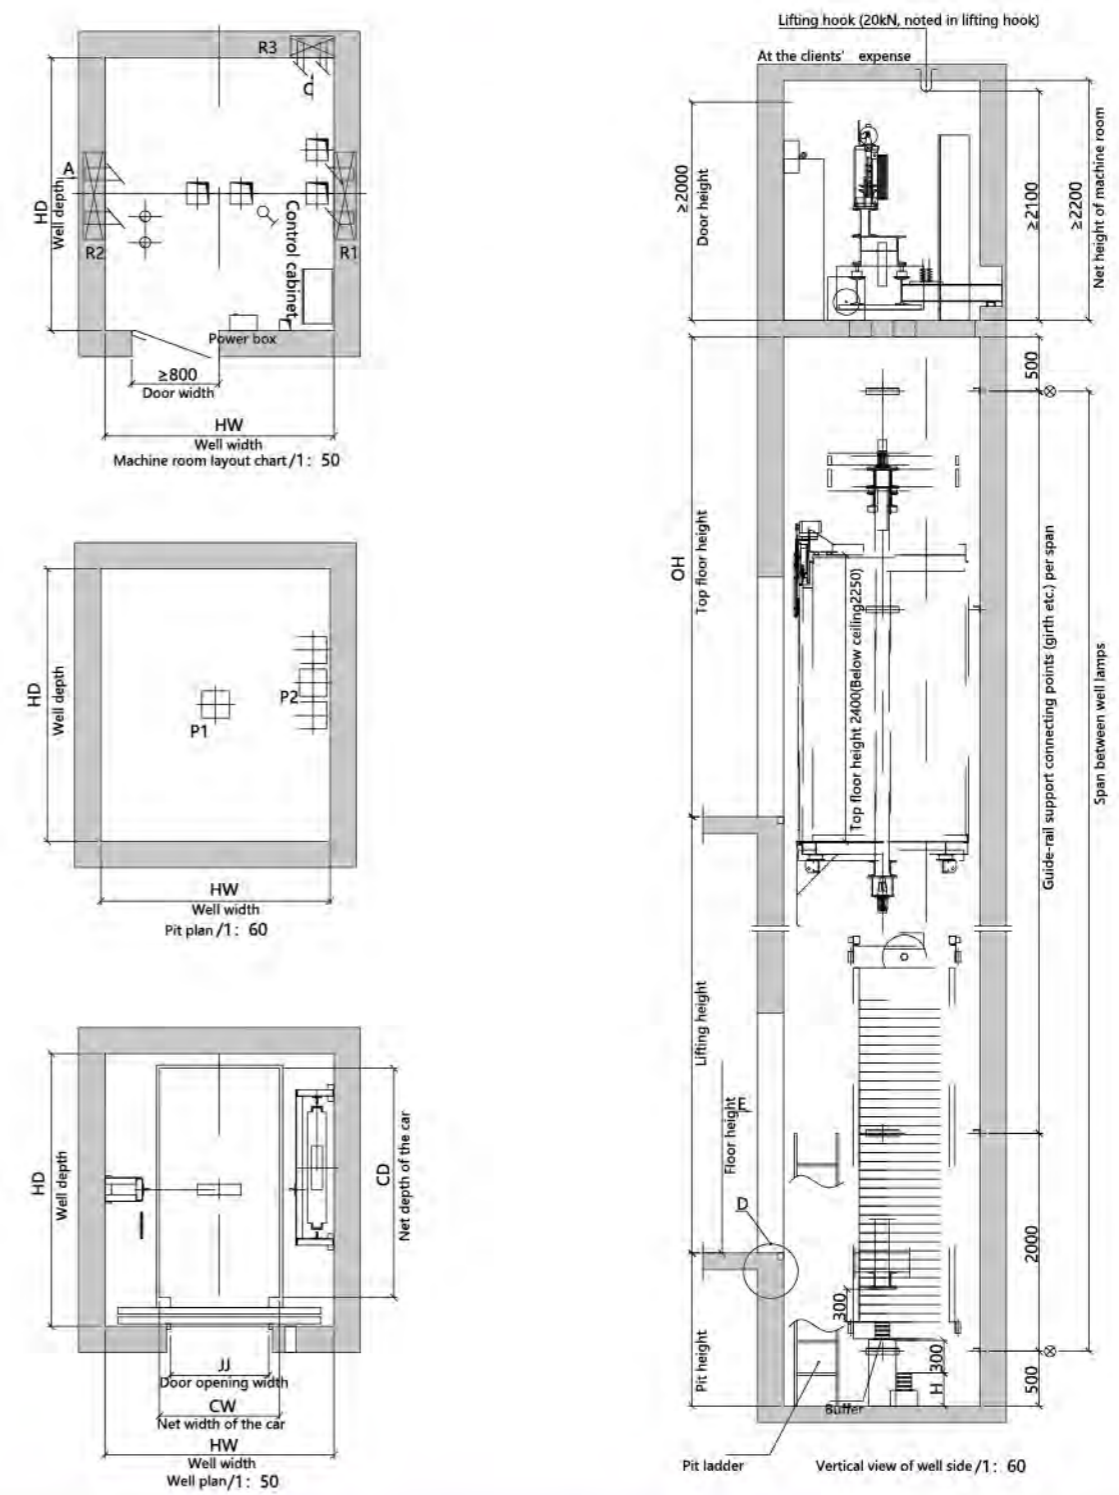 R3
C
A
HD
Well depth
R2
R1
Control cabinet
Power box
≥800
Door width
HW
Well width
Machine room layout chart/1: 50
HD
Well depth
P1
P2
HW
Well width
Pit plan/1: 60
HD
Well depth
CD
Net depth of the car
JJ
Door opening width
CW
Net width of the car
HW
Well width
Well plan/1: 50
Lifting hook (20kN, noted in lifting hook)
At the clients' expense
≥2000
Door height
≥2100
≥2200
Net height of machine room
500
OH
Top floor height
Top floor height 2400(Below ceiling2250)
Guide-rail support connecting points (girth etc.) per span
Span between well lamps
Lifting height
Floor height
E
D
2000
300
Pit height
300
H
500
Buffer
Pit ladder
Vertical view of well side/1: 60